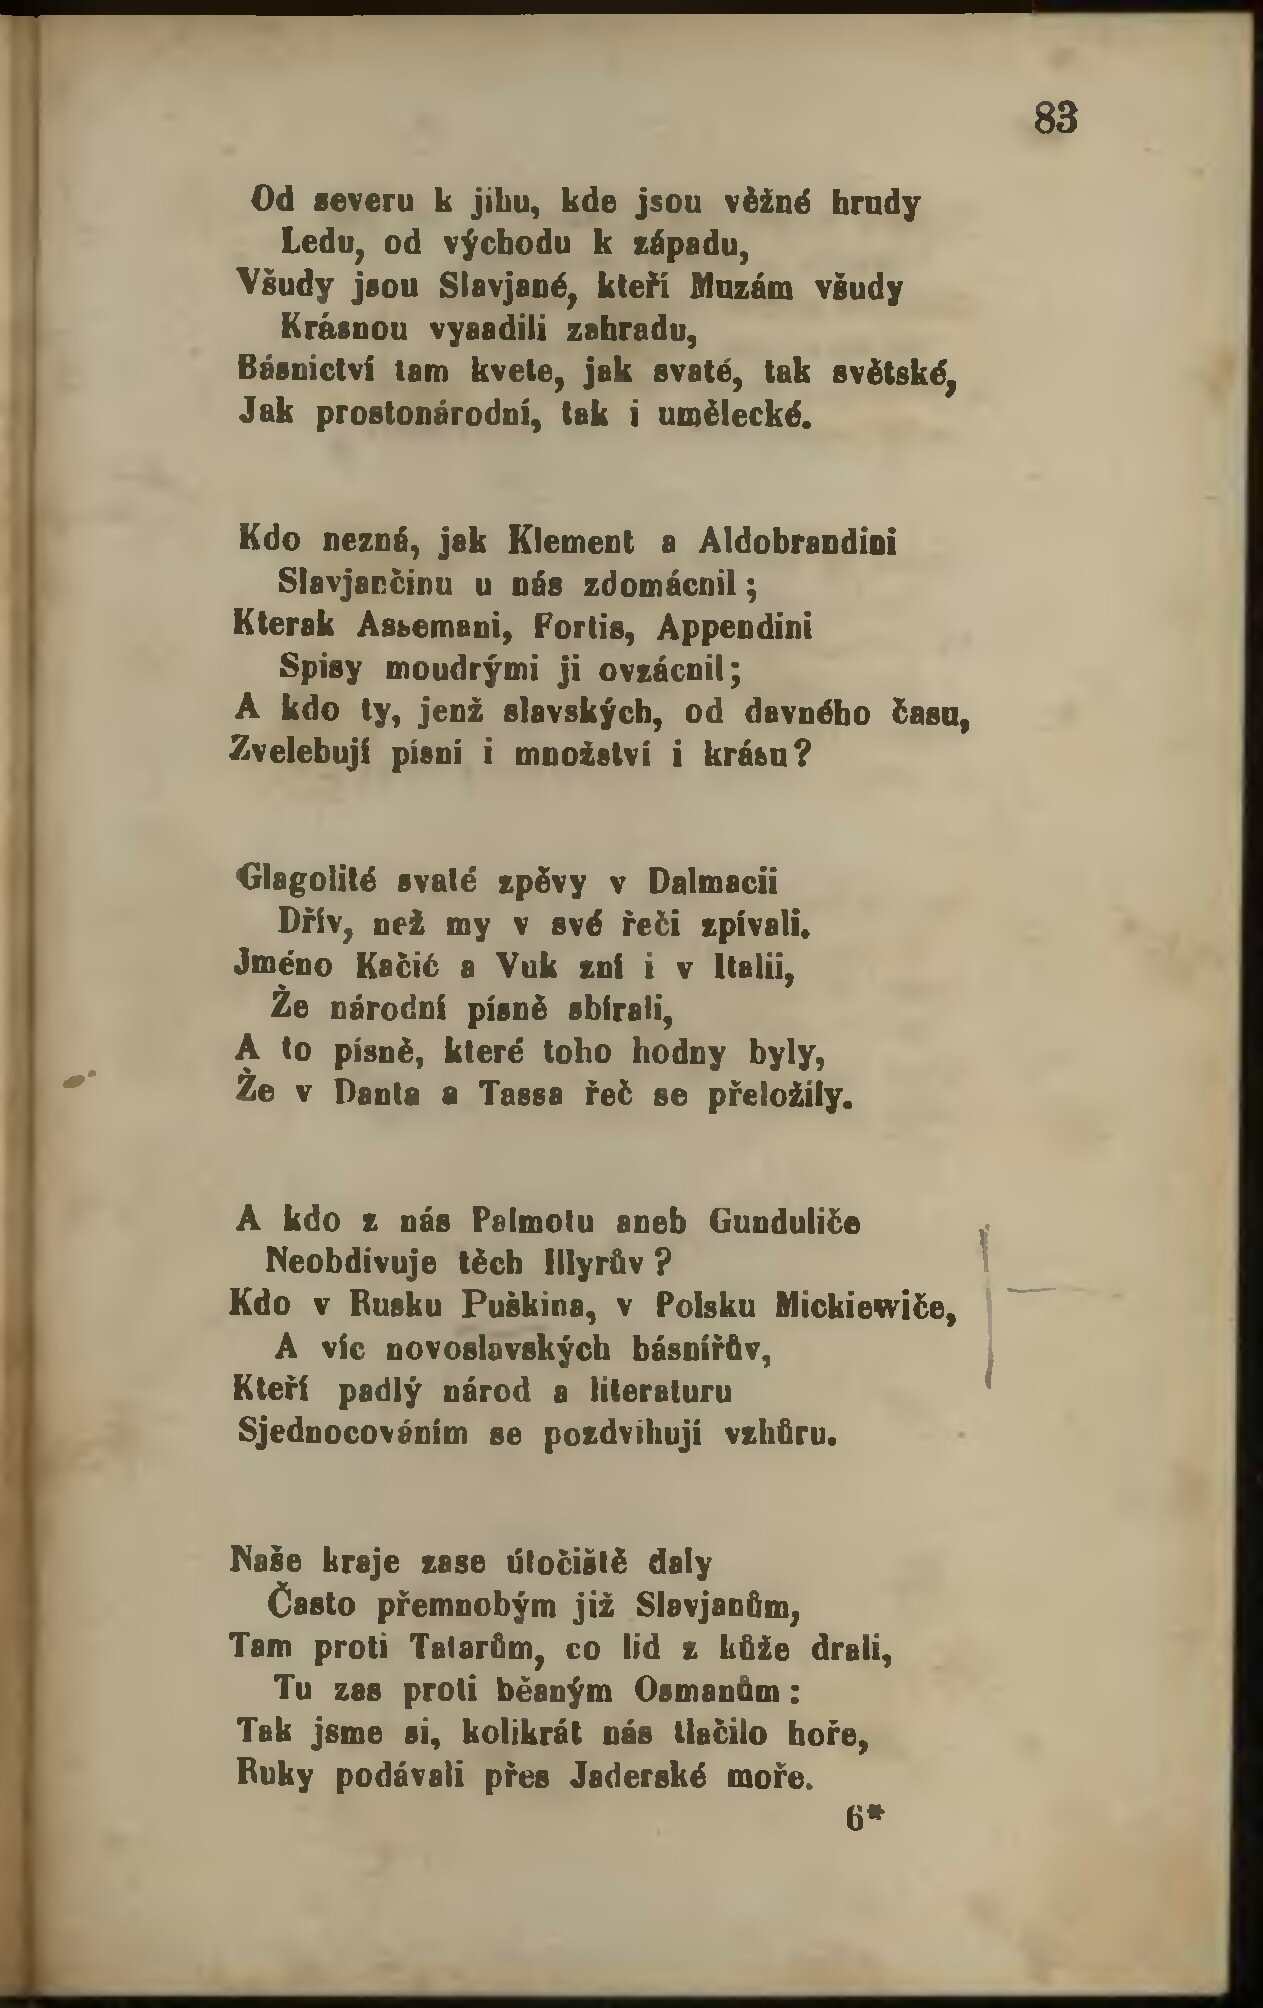 83
Od severu k jihu, kde jsou věžné hrudy
Ledu, od východu k západu,
Všudy jsou Slavjané, kteří Muzám všudy
Krásnou vysadili zahradu,
Básnictví tam kvete, jak svaté, tak světské,
Jak prostonárodní, tak i umělecké.
Kdo nezná, jak Klement a Aldobrandini
Slavjančinu u nás zdomácnil;
Kterak Assemani, Fortis, Appendini
Spisy moudrými ji ovzácnil;
A kdo ty, jenž slavských, od davného času,
Zvelebují písní i množství i krásu?
Glagolité svaté zpěvy v Dalmacii
Dřív, než my v své řeči zpívali.
Jméno Kačić a Vuk zní i v Italii,
Že národní písně sbírali,
A to písně, které toho hodny byly,
Že v Danta a Tassa řeč se přeložily.
A kdo z nás Palmotu aneb Gunduliče
Neobdivuje těch Illyrův?
Kdo v Rusku Puškina, v Polsku Mickiewiče,
A víc novoslavských básnířův,
Kteří padlý národ a literaturu
Sjednocováním se pozdvihují vzhůru.
Naše kraje zase útočiště daly
Často přemnohým již Slavjanům,
Tam proti Tatarům, co lid z kůže drali,
Tu zas proti běsným Osmanům:
Tak jsme si, kolikrát nás tlačilo hoře,
Ruky podávali přes Jaderské moře.
6*